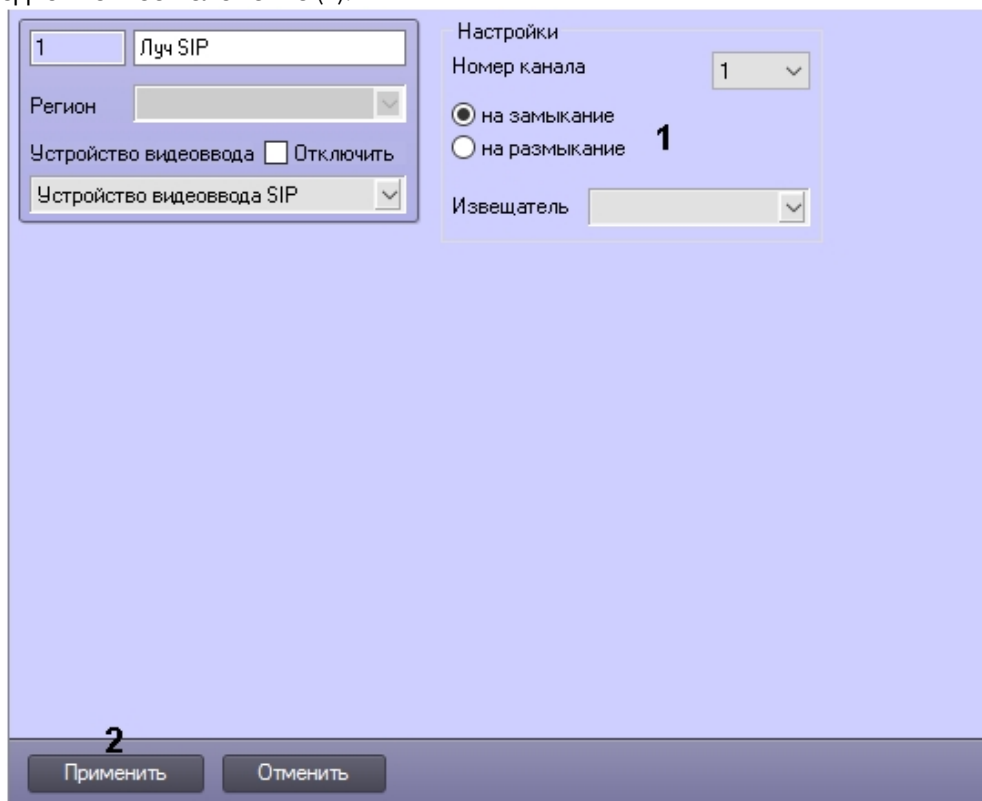 1 Луч SIP
Регион
Устройство видеоввода Отключить
Устройство видеоввода SIP
Настройки
Номер канала 1
на замыкание
на размыкание
1
Извещатель
2
Применить Отменить